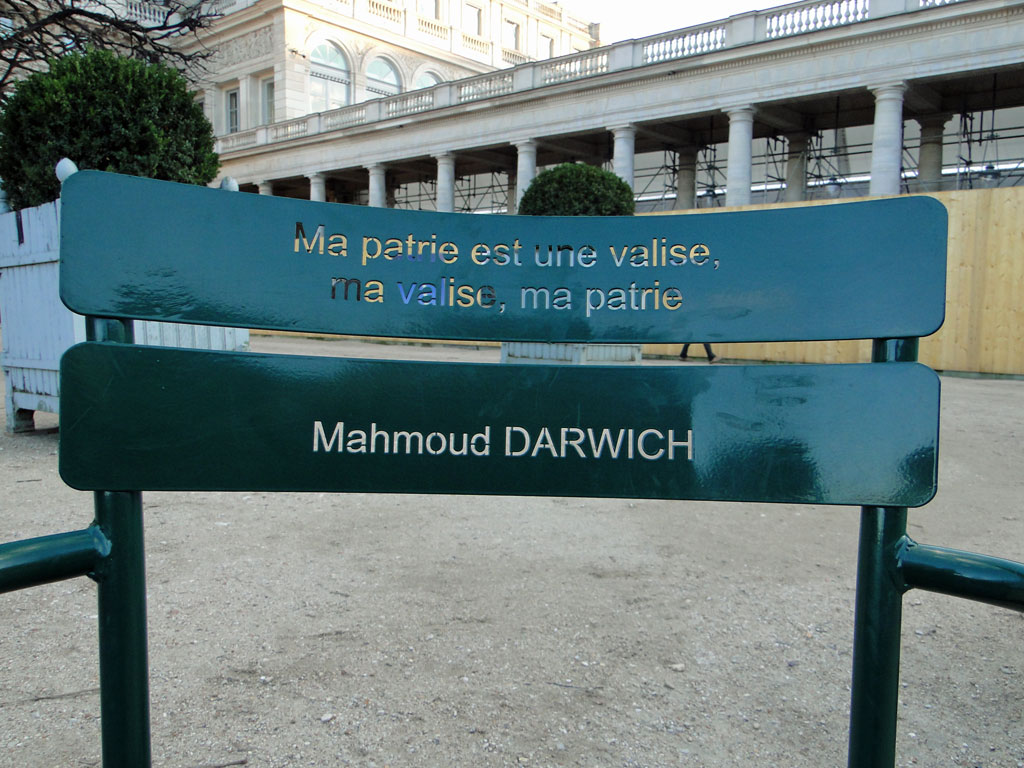 Ma patrie est une valise,
ma valise, ma patrie
Mahmoud DARWICH